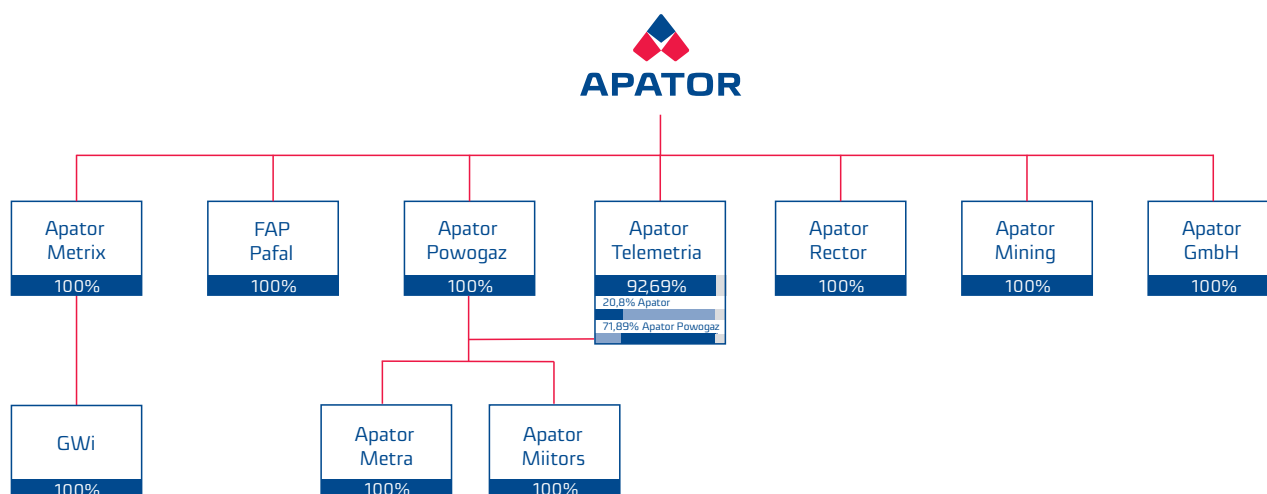 APATOR
Apator
Metrix
100%
FAP
Pafal
100%
Apator
Powogaz
100%
Apator
Telemetria
92,69%
20,8% Apator
71,89% Apator Powogaz
Apator
Rector
100%
Apator
Mining
100%
Apator
GmbH
100%
GWi
100%
Apator
Metra
100%
Apator
Miitors
100%